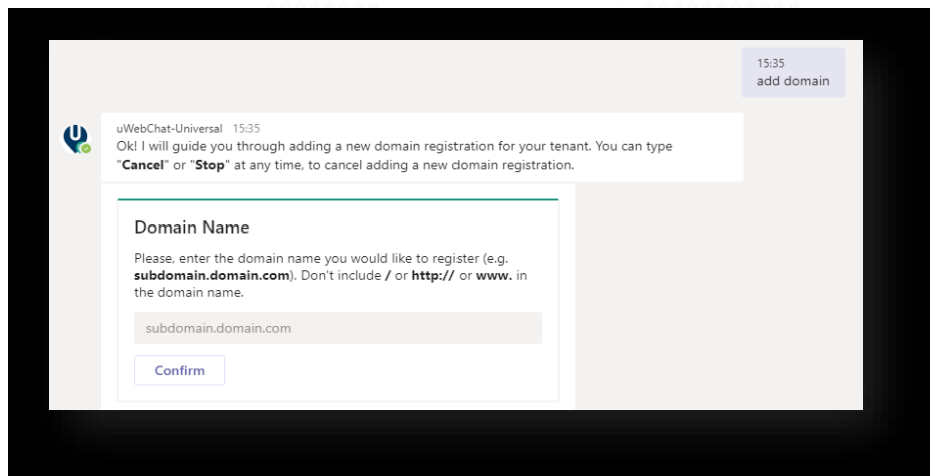 15:35
add domain
uWebChat-Universal 15:35
Ok! I will guide you through adding a new domain registration for your tenant. You can type
"Cancel" or "Stop" at any time, to cancel adding a new domain registration.
Domain Name
Please, enter the domain name you would like to register (e.g.
subdomain.domain.com). Don't include / or http:// or www. in
the domain name.
subdomain.domain.com
Confirm